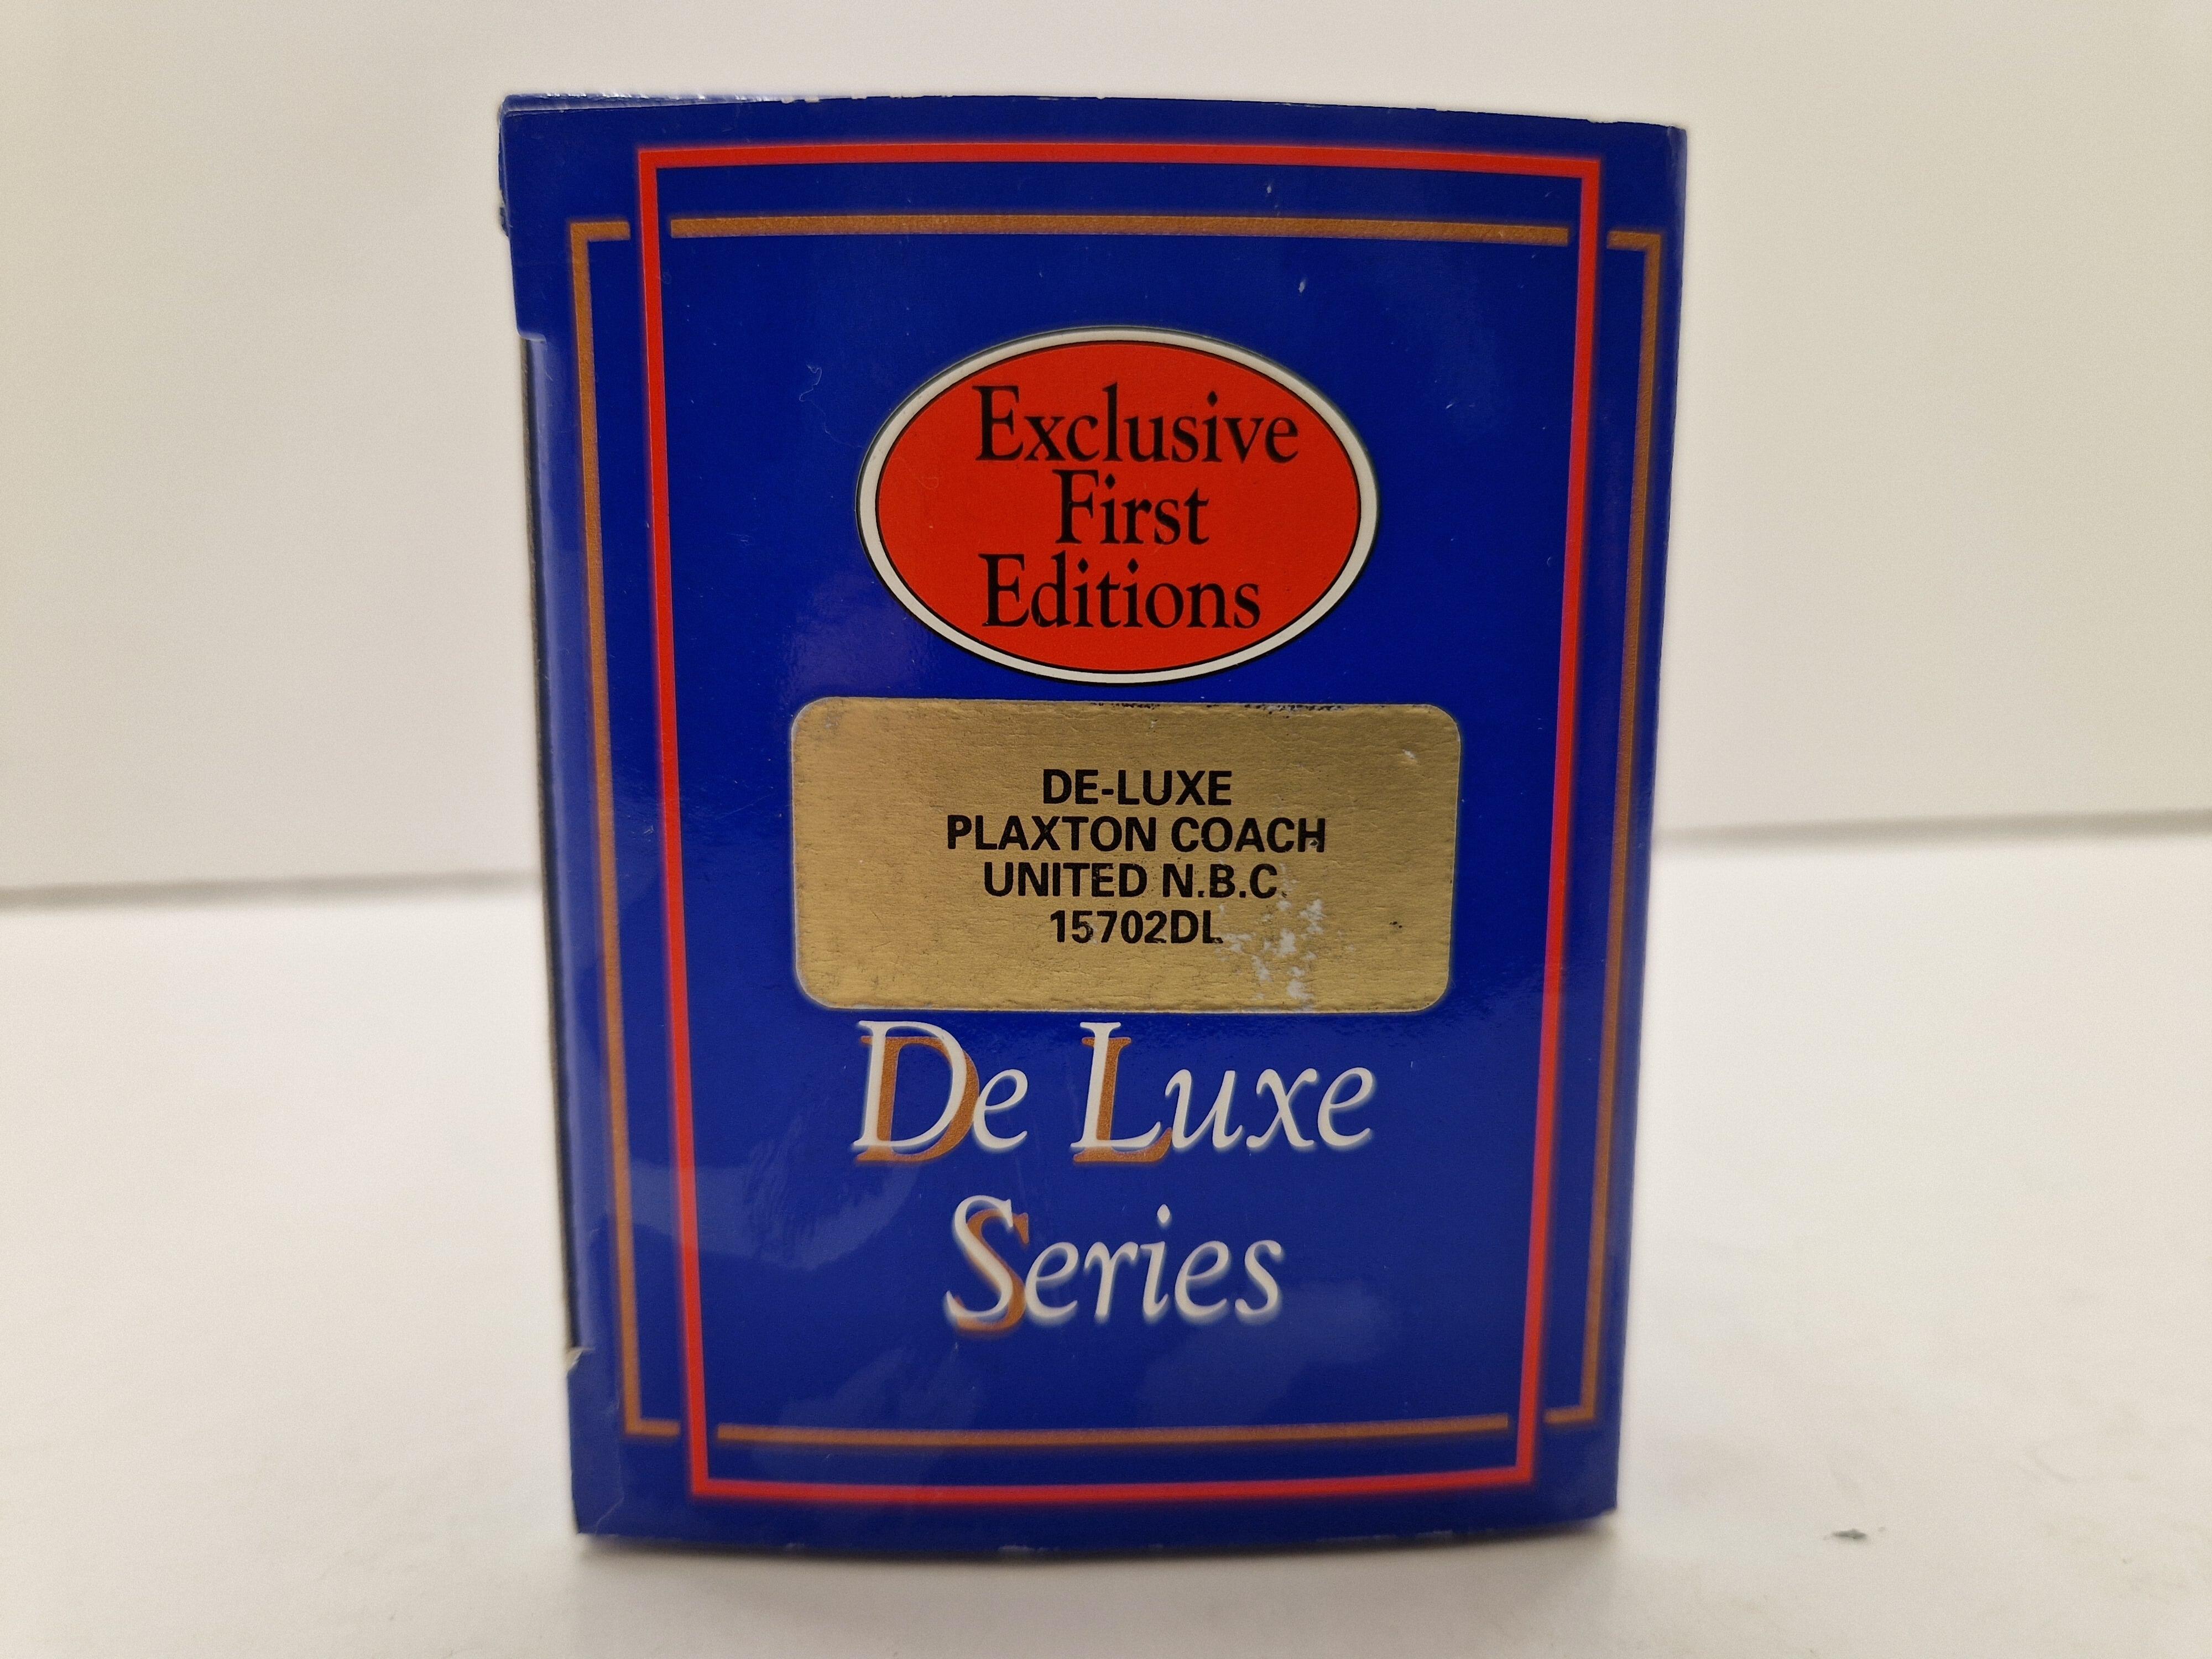 Exclusive
First
Editions
DE-LUXE
PLAXTON COACH
UNITED N.B.C.
15702DL
De Luxe
Series